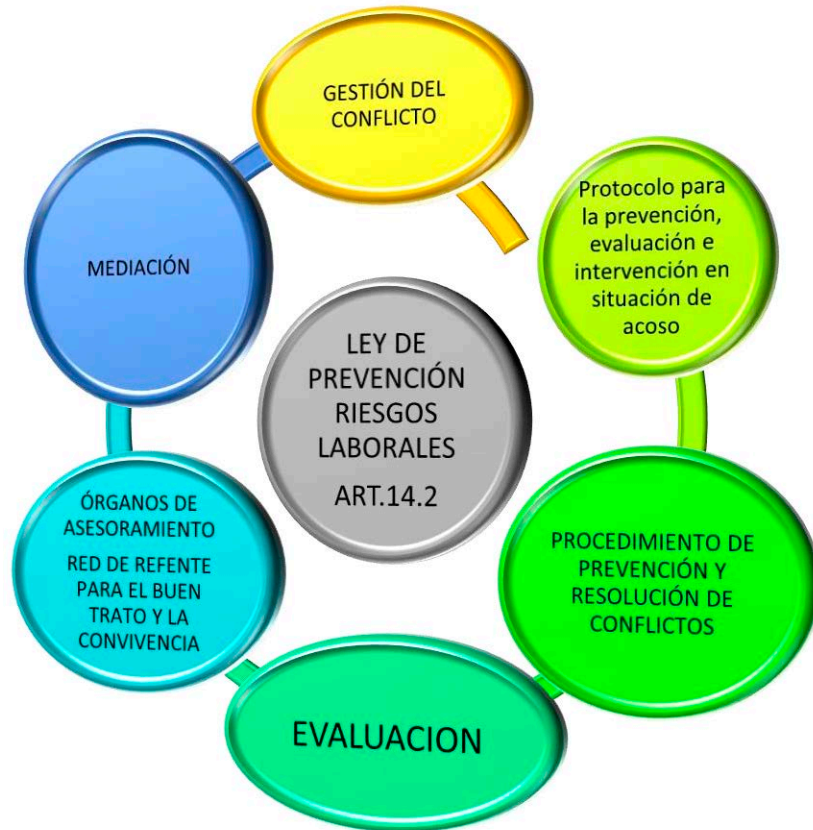 GESTIÓN DEL
CONFLICTO
Protocolo para
la prevención,
evaluación e
intervención en
situación de
acoso
MEDIACIÓN
LEY DE
PREVENCIÓN
RIESGOS
LABORALES
ART.14.2
ÓRGANOS DE
ASESORAMIENTO
RED DE REFENTE
PARA EL BUEN
TRATO Y LA
CONVIVENCIA
PROCEDIMIENTO DE
PREVENCIÓN Y
RESOLUCIÓN DE
CONFLICTOS
EVALUACION